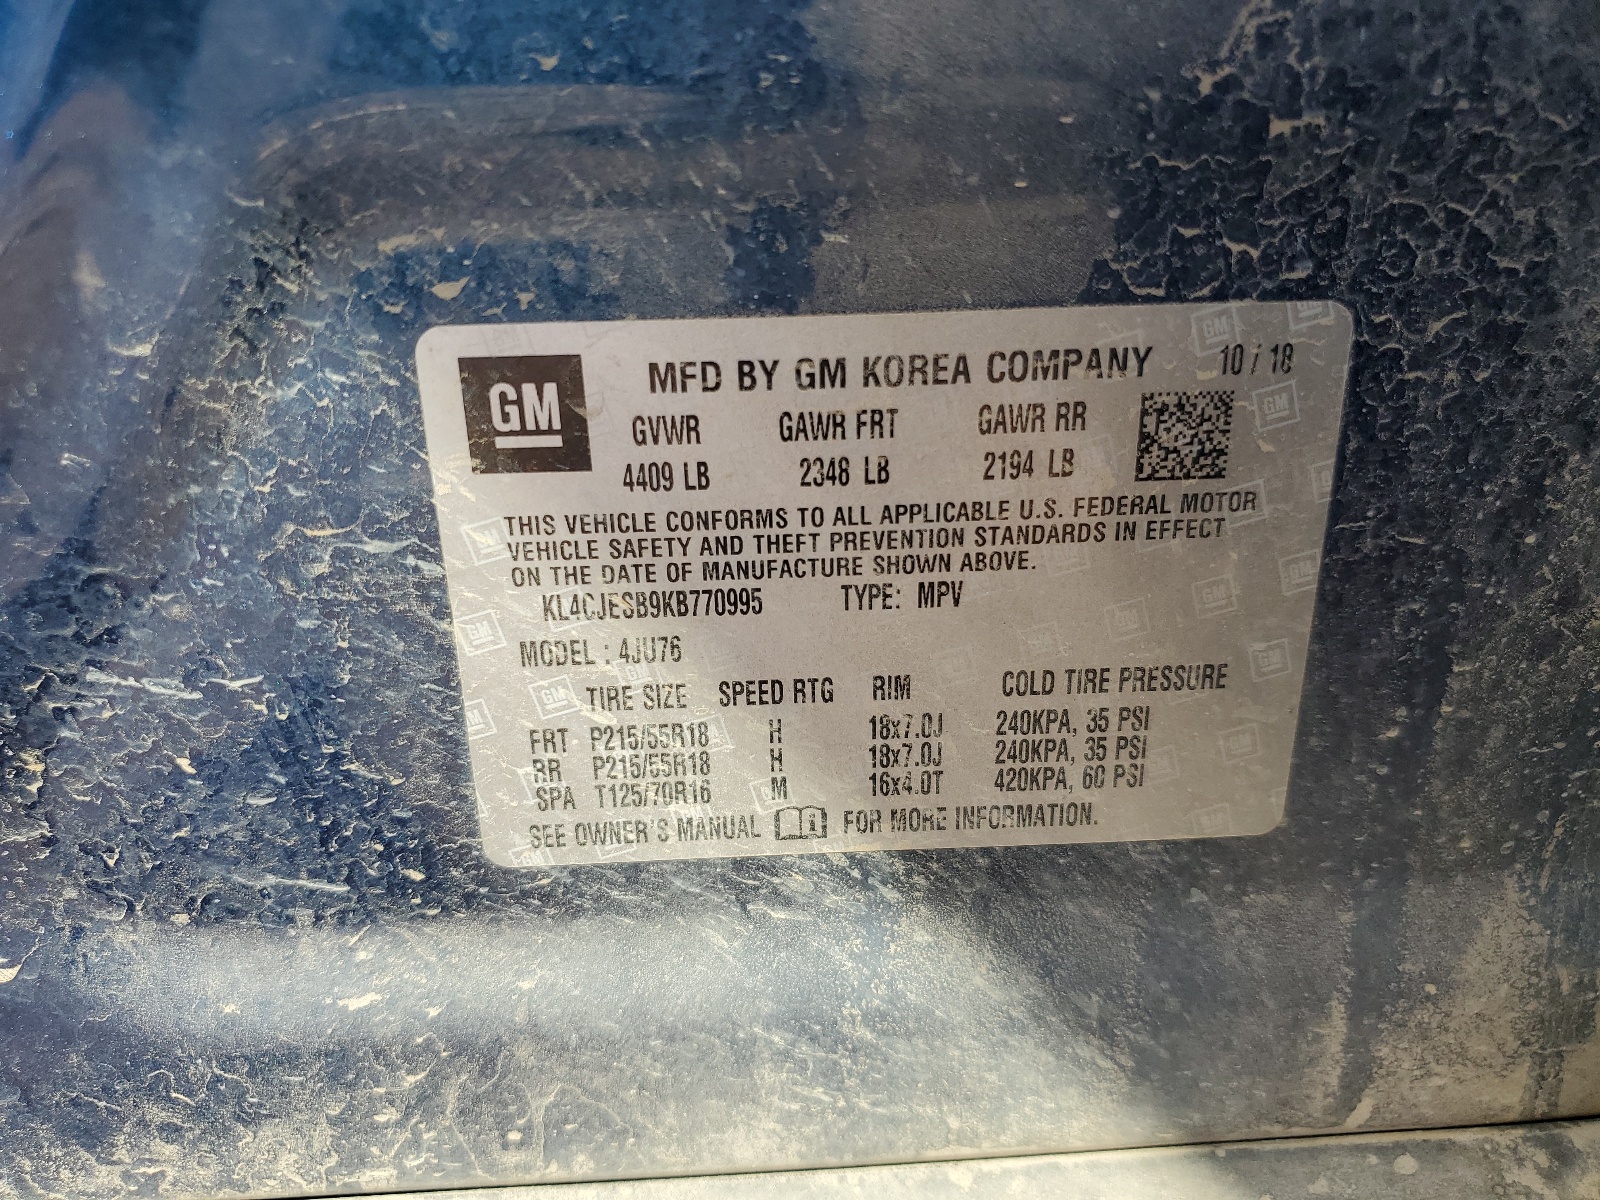 GM
MFD BY GM KOREA COMPANY 10 / 18
GVWR GAWR FRT GAWR RR
4409 LB 2348 LB 2194 LB
THIS VEHICLE CONFORMS TO ALL APPLICABLE U.S. FEDERAL MOTOR
VEHICLE SAFETY AND THEFT PREVENTION STANDARDS IN EFFECT
ON THE DATE OF MANUFACTURE SHOWN ABOVE.
KL4CJESB9KB770995 TYPE: MPV
MODEL : 4JU76
TIRE SIZE SPEED RTG RIM COLD TIRE PRESSURE
FRT P215/55R18 H 18x7.0J 240KPA, 35 PSI
RR P215/55R18 H 18x7.0J 240KPA, 35 PSI
SPA T125/70R16 M 16x4.0T 420KPA, 60 PSI
SEE OWNER'S MANUAL i FOR MORE INFORMATION.